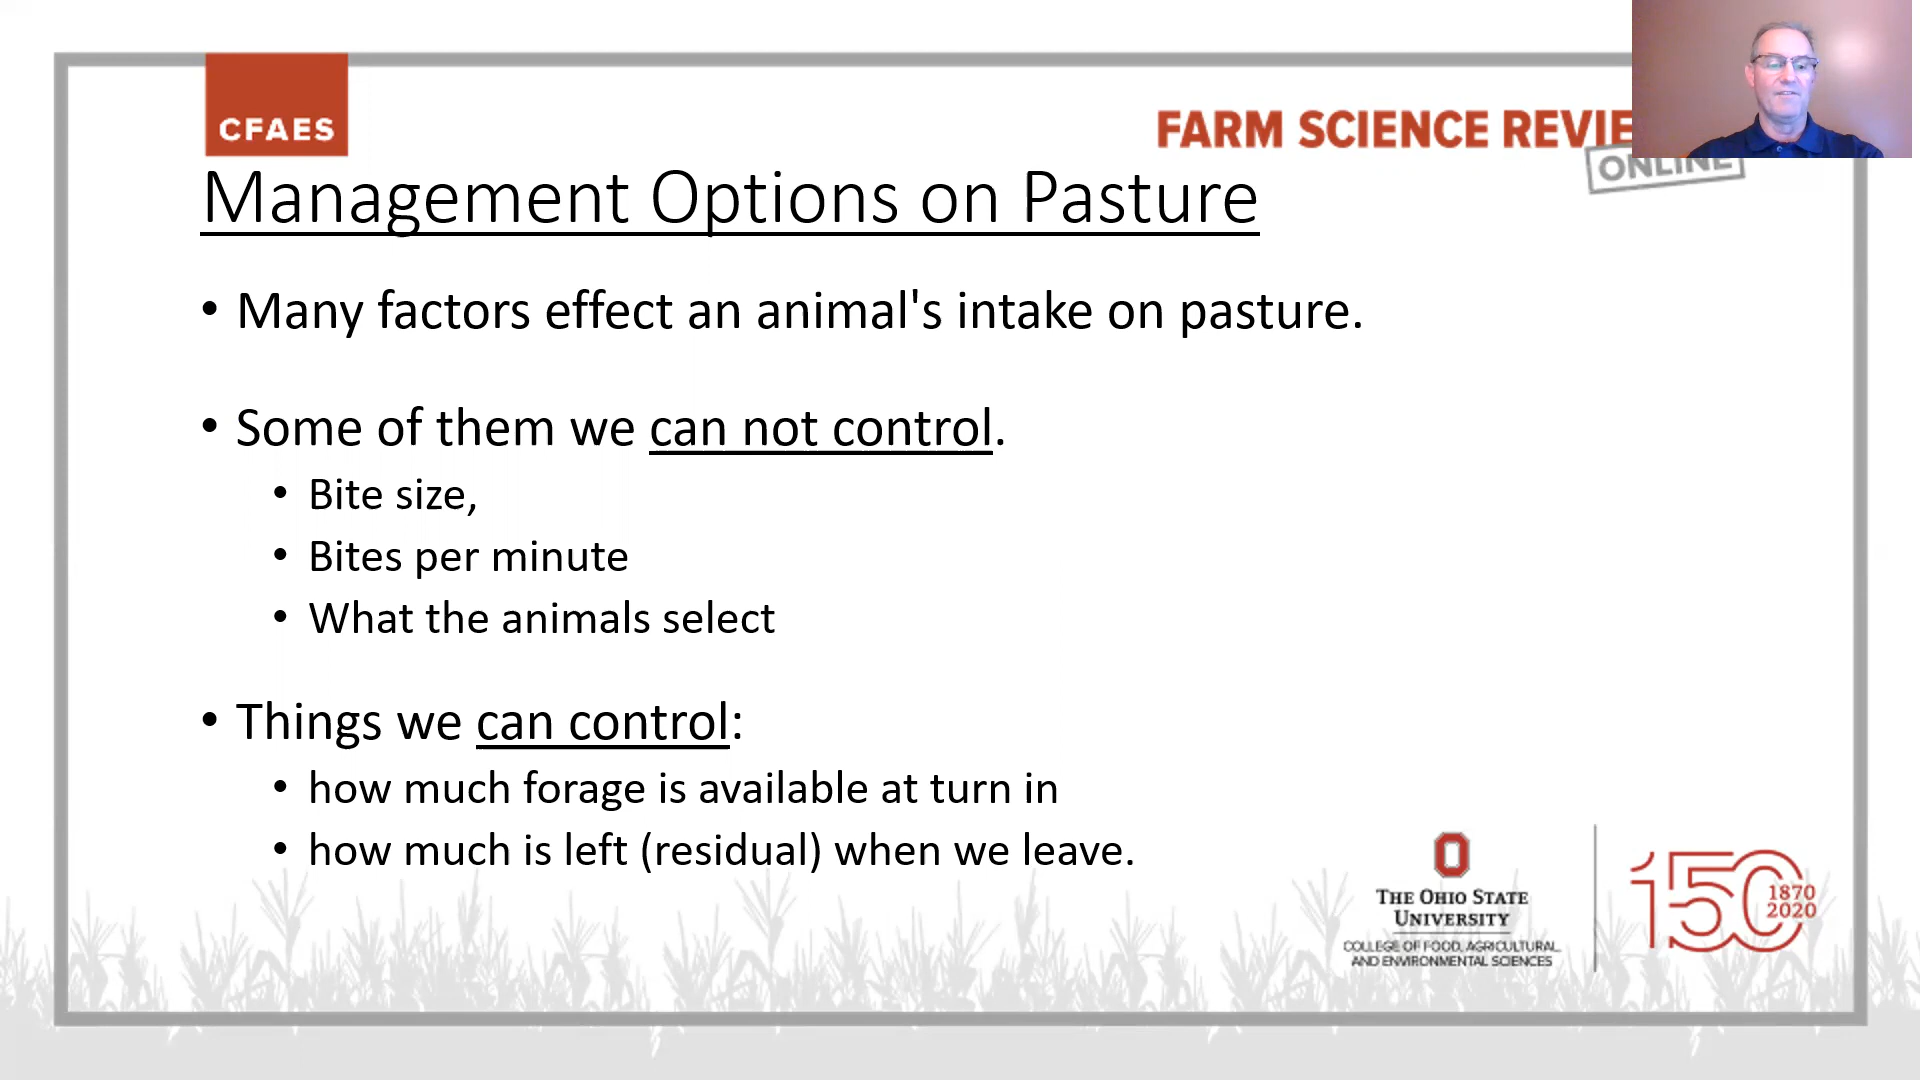 CFAES
FARM SCIENCE REVIE
ONLINE
Management Options on Pasture
• Many factors effect an animal's intake on pasture.
• Some of them we can not control.
• Bite size,
• Bites per minute
• What the animals select
• Things we can control:
• how much forage is available at turn in
• how much is left (residual) when we leave.
THE OHIO STATE
UNIVERSITY
COLLEGE OF FOOD, AGRICULTURAL,
AND ENVIRONMENTAL SCIENCES
150
1870
2020